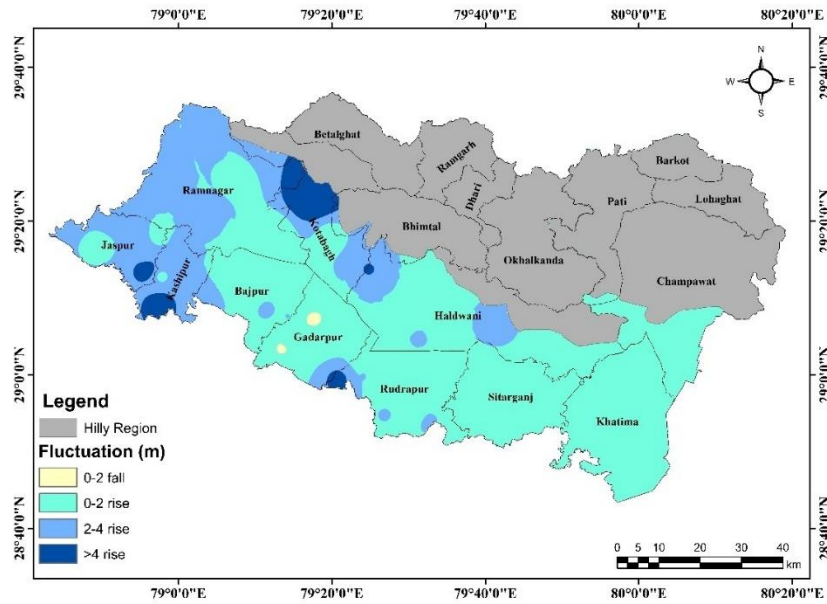 79°0'0"E 79°20'0"E 79°40'0"E 80°0'0"E 80°20'0"E
29°40'0"N
29°20'0"N
29°0'0"N
28°40'0"N
N
W E
S
Betalghat
Ramgarh
Barkot
Ramnagar
Dhari
Pati
Lohaghat
Bhimtal
Kotabagh
Jaspur
Okhalkanda
Kashipur
Champawat
Bajpur
Haldwani
Gadarpur
Rudrapur
Sitarganj
Khatima
Legend
Hilly Region
Fluctuation (m)
0-2 fall
0-2 rise
2-4 rise
>4 rise
0 5 10 20 30 40
km
79°0'0"E 79°20'0"E 79°40'0"E 80°0'0"E 80°20'0"E
29°40'0"N
29°20'0"N
29°0'0"N
28°40'0"N